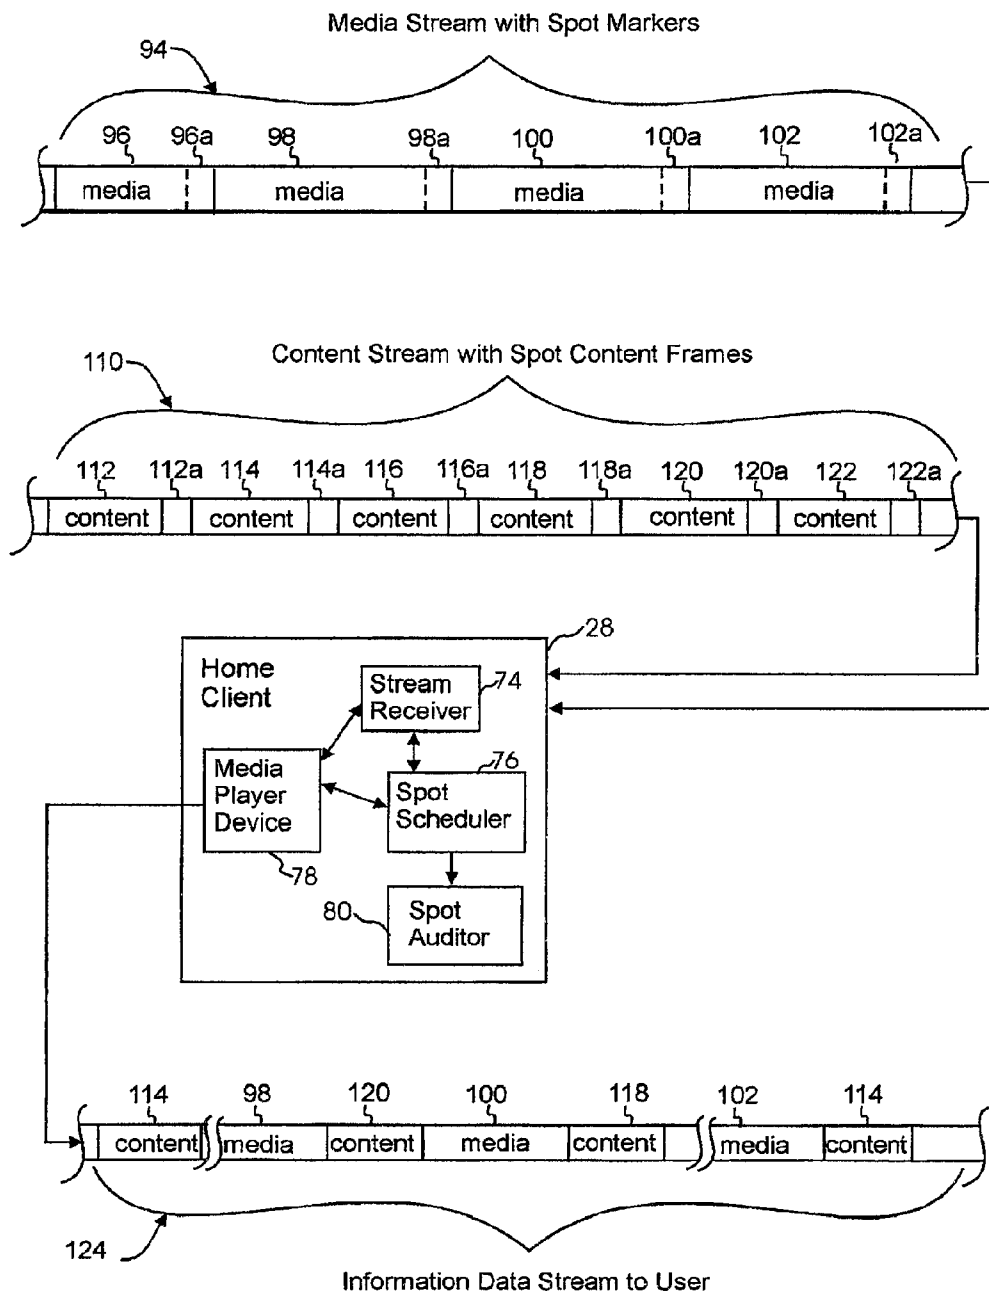 Media Stream with Spot Markers
94
96 96a 98 98a 100 100a 102 102a
media media media media
Content Stream with Spot Content Frames
110
112 112a 114 114a 116 116a 118 118a 120 120a 122 122a
content content content content content content
28
Home
Client
Stream
Receiver
74
76
Media
Player
Device
Spot
Scheduler
78
80
Spot
Auditor
114 98 120 100 118 102 114
content media content media content media content
124
Information Data Stream to User